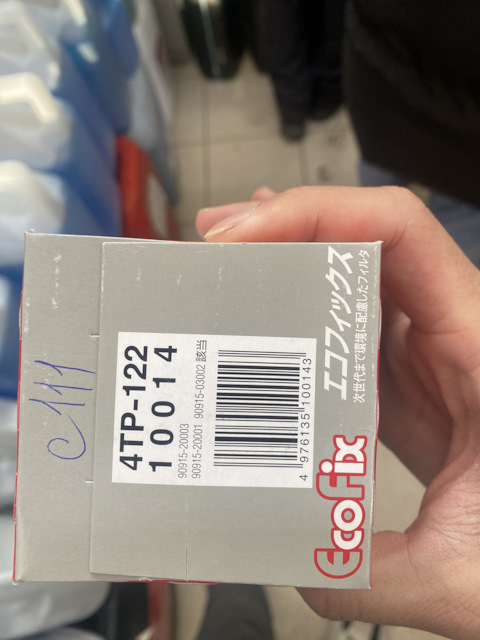 c 111
4TP-122
10014
90915-20003
90915-20001 90915-03002 該当
4 976135 100143
エコフィックス
次世代まで環境に配慮したフィルタ
Ecofix